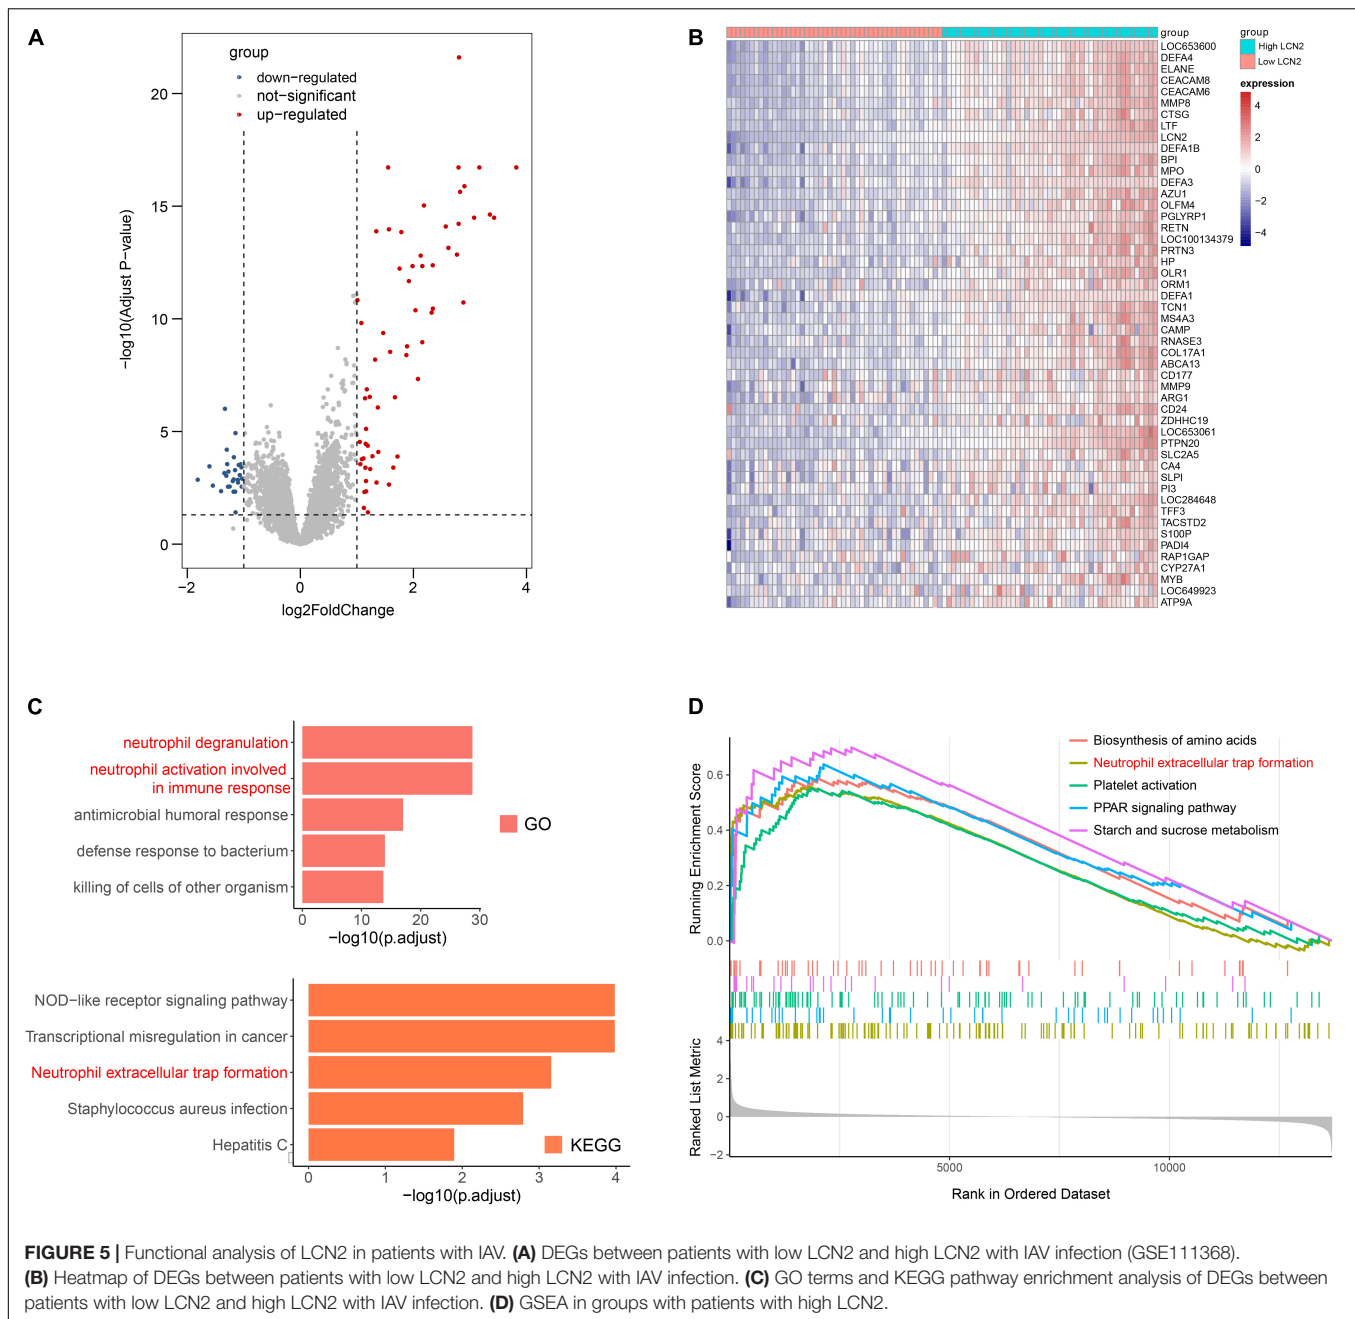 A
group
down−regulated
not−significant
up−regulated
20
15
10
5
0
−log10(Adjust P−value)
−2
0
2
4
log2FoldChange
B
group
LOC653600
DEFA4
ELANE
CEACAM8
CEACAM6
MMP8
CTSG
LTF
LCN2
DEFA1B
BPI
MPO
DEFA3
AZU1
OLFM4
PGLYRP1
RETN
LOC100134379
PRTN3
HP
OLR1
ORM1
DEFA1
TCN1
MS4A3
CAMP
RNASE3
COL17A1
ABCA13
CD177
MMP9
ARG1
CD24
ZDHHC19
LOC653061
PTPN20
SLC2A5
CA4
SLPI
PI3
LOC284648
TFF3
TACSTD2
S100P
PADI4
RAP1GAP
CYP27A1
MYB
LOC649923
ATP9A
group
High LCN2
Low LCN2
expression
4
2
0
−2
−4
C
neutrophil degranulation
neutrophil activation involved
in immune response
antimicrobial humoral response
defense response to bacterium
killing of cells of other organism
GO
0
10
20
30
−log10(p.adjust)
NOD−like receptor signaling pathway
Transcriptional misregulation in cancer
Neutrophil extracellular trap formation
Staphylococcus aureus infection
Hepatitis C
KEGG
0
1
2
3
4
−log10(p.adjust)
D
Biosynthesis of amino acids
Neutrophil extracellular trap formation
Platelet activation
PPAR signaling pathway
Starch and sucrose metabolism
Running Enrichment Score
0.6
0.4
0.2
0.0
Ranked List Metric
4
2
0
−2
5000
10000
Rank in Ordered Dataset
FIGURE 5 | Functional analysis of LCN2 in patients with IAV. (A) DEGs between patients with low LCN2 and high LCN2 with IAV infection (GSE111368).
(B) Heatmap of DEGs between patients with low LCN2 and high LCN2 with IAV infection. (C) GO terms and KEGG pathway enrichment analysis of DEGs between
patients with low LCN2 and high LCN2 with IAV infection. (D) GSEA in groups with patients with high LCN2.